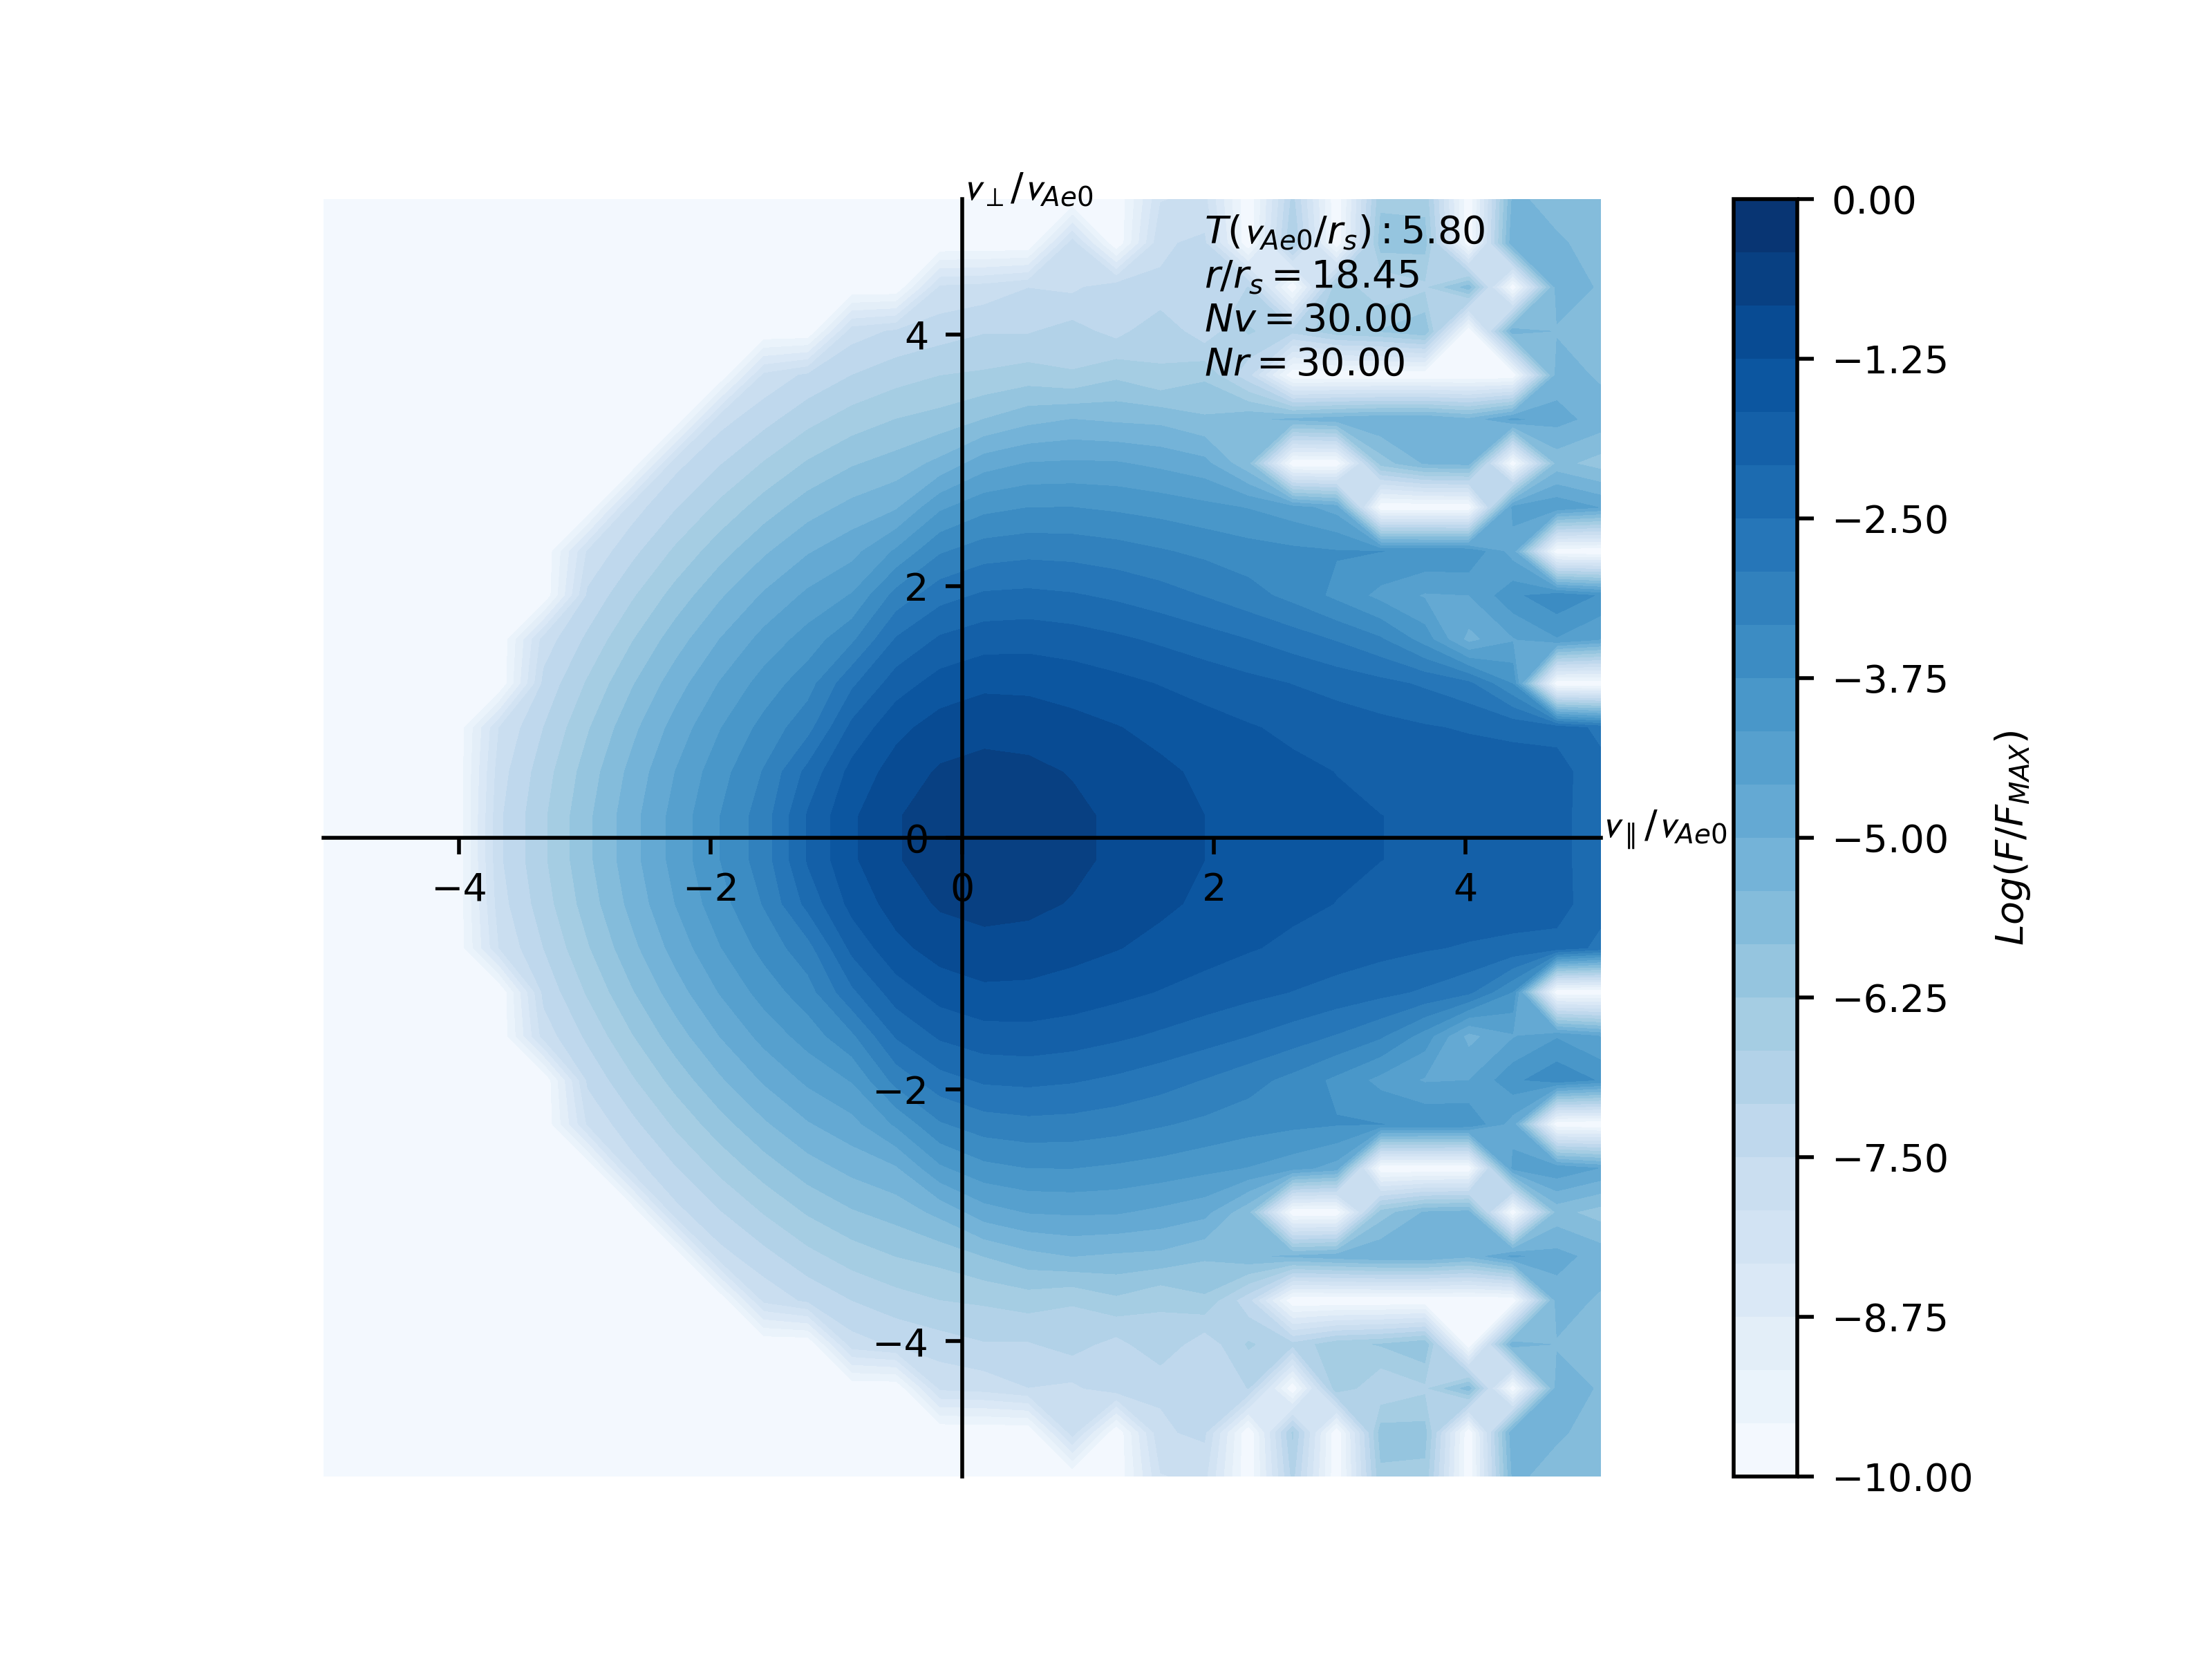 v⊥/vAe0
T(vAe0/rs) : 5.80
r/rs = 18.45
Nv = 30.00
Nr = 30.00
4
2
0
−2
−4
−4
−2
0
2
4
v∥/vAe0
0.00
−1.25
−2.50
−3.75
−5.00
−6.25
−7.50
−8.75
−10.00
Log(F/FMAX)